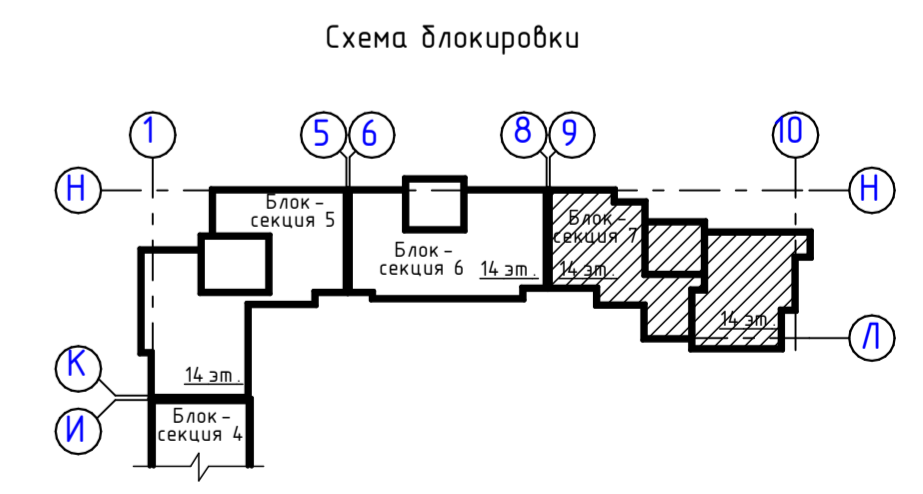 Схема блокировки
1 5 6 8 9 10
Н Н
Блок-
секция 5
Блок-
секция 7
Блок-
секция 6
14 эт. 14 эт.
14 эт.
Л
К
14 эт.
И
Блок-
секция 4